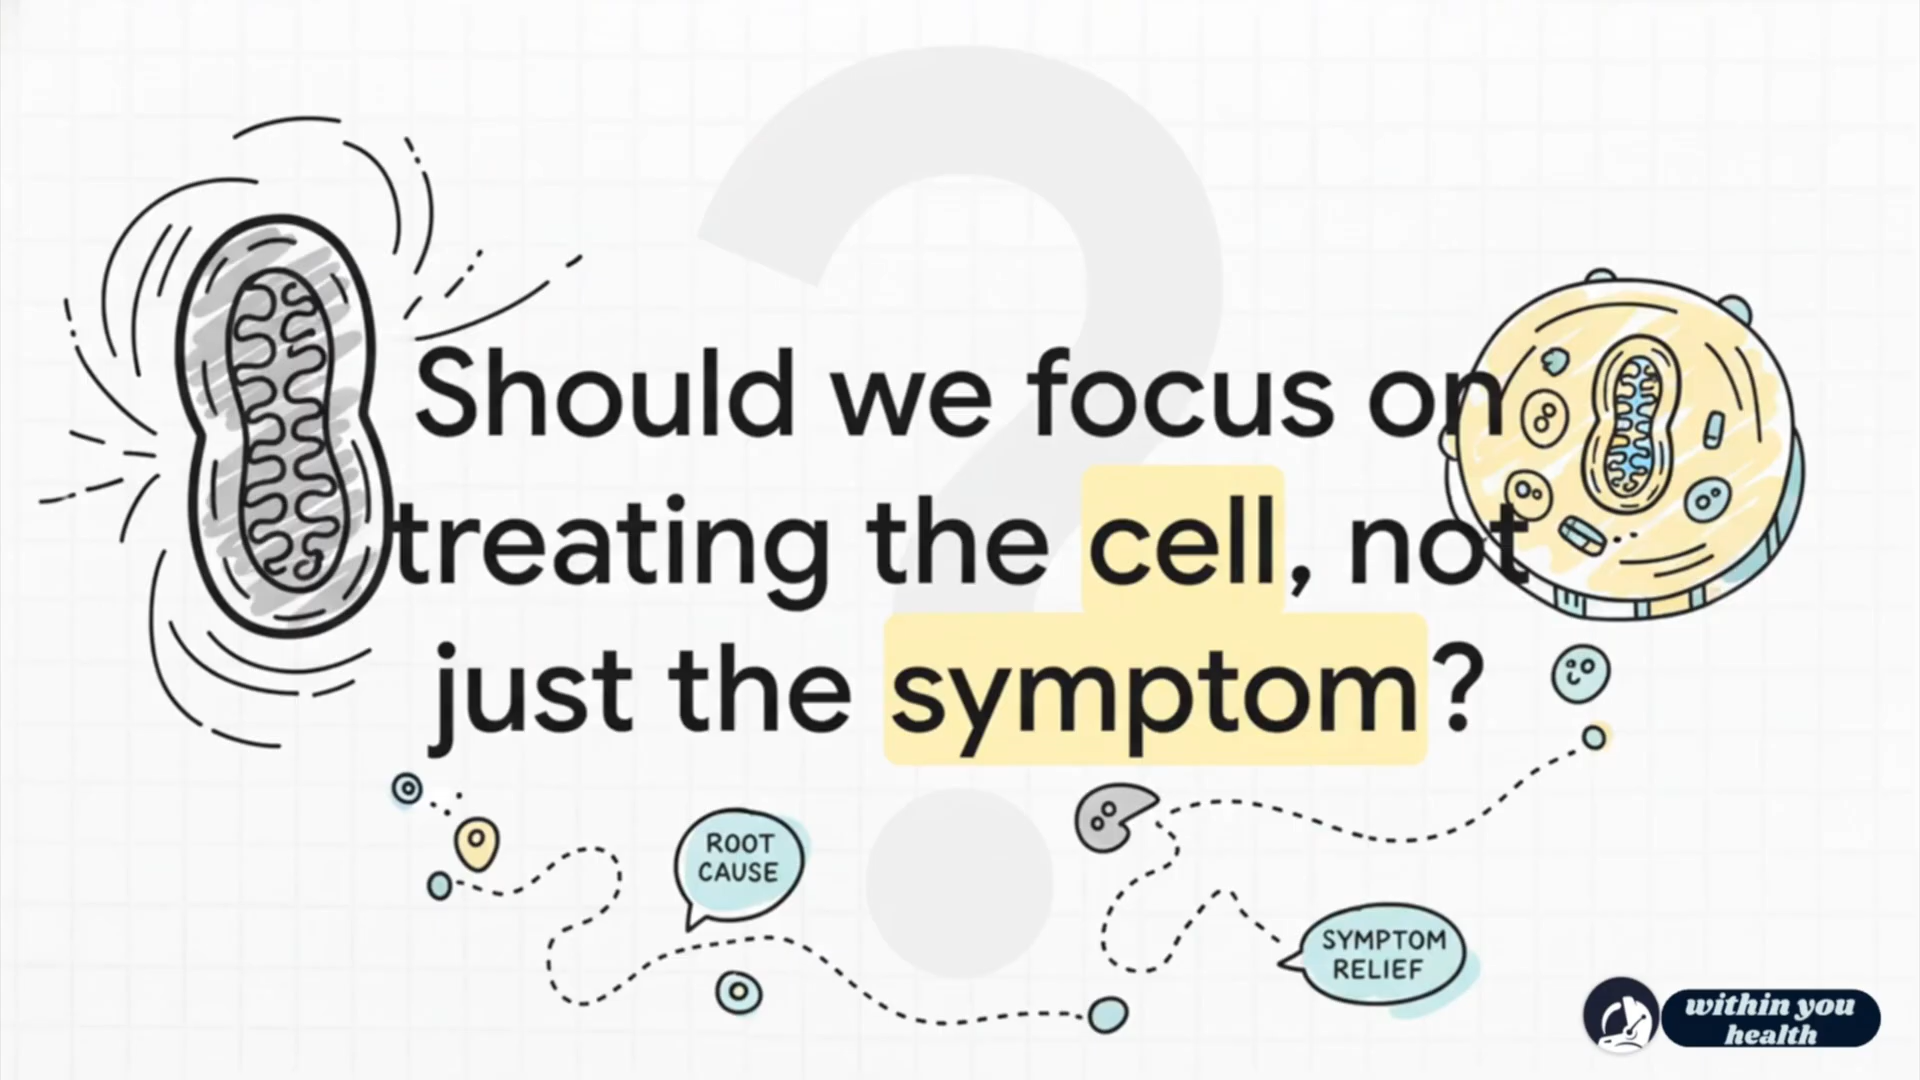 Should we focus on
treating the cell, not
just the symptom?
ROOT
CAUSE
SYMPTOM
RELIEF
within you
health